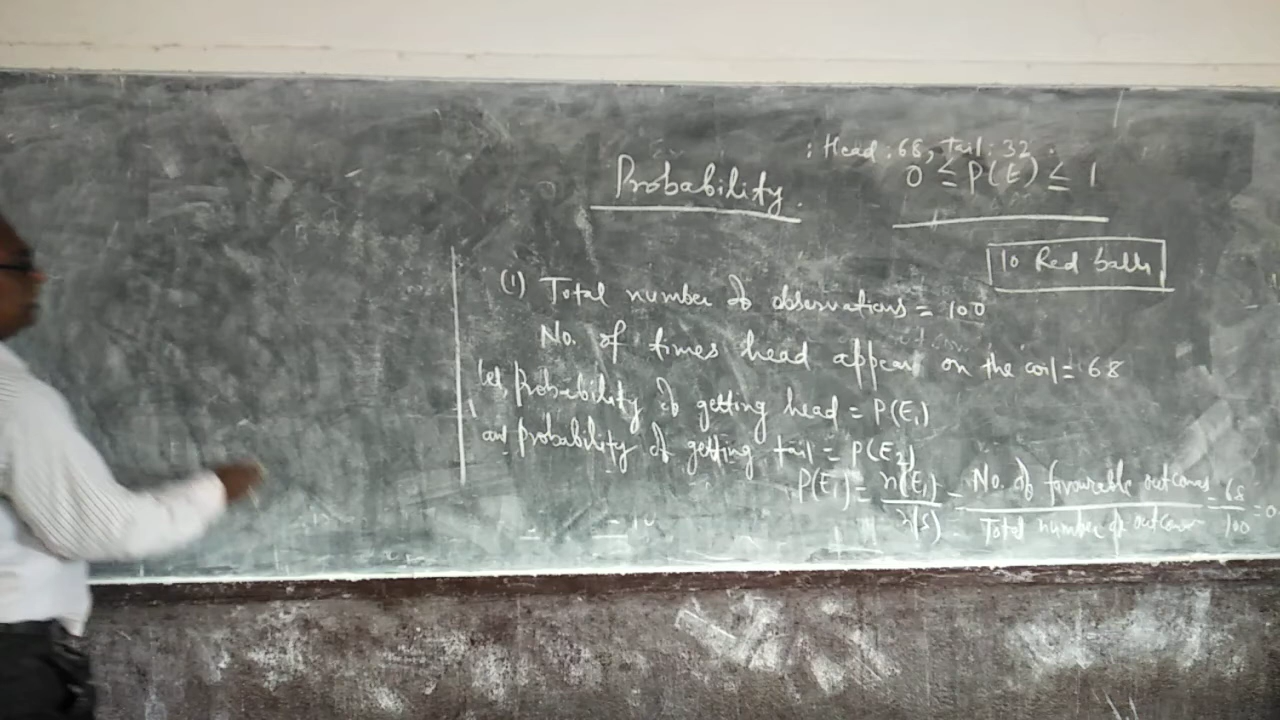 : Head : 68, tail : 32.
Probability.
0 ≤ P(E) ≤ 1
10 Red balls
(1) Total number of observations = 100
No. of times head appear on the coil = 68
let, Probability of getting head = P(E₁)
and probability of getting tail = P(E₂)
P(E₁) = n(E₁) / n(S) = No. of favourable outcomes / Total number of outcomes = 68 / 100 = 0